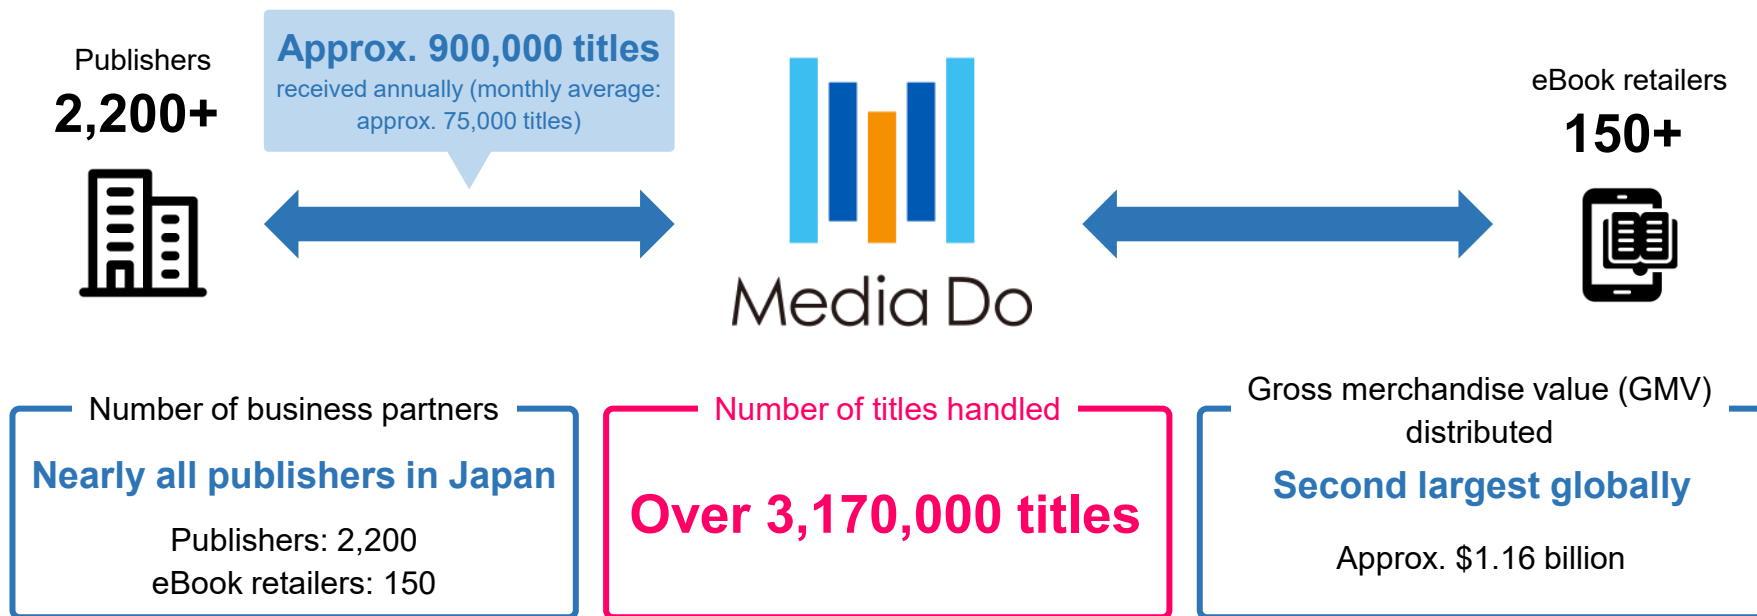 Publishers
2,200+
Approx. 900,000 titles
received annually (monthly average:
approx. 75,000 titles)
Media Do
eBook retailers
150+
Number of business partners
Nearly all publishers in Japan
Publishers: 2,200
eBook retailers: 150
Number of titles handled
Over 3,170,000 titles
Gross merchandise value (GMV)
distributed
Second largest globally
Approx. $1.16 billion